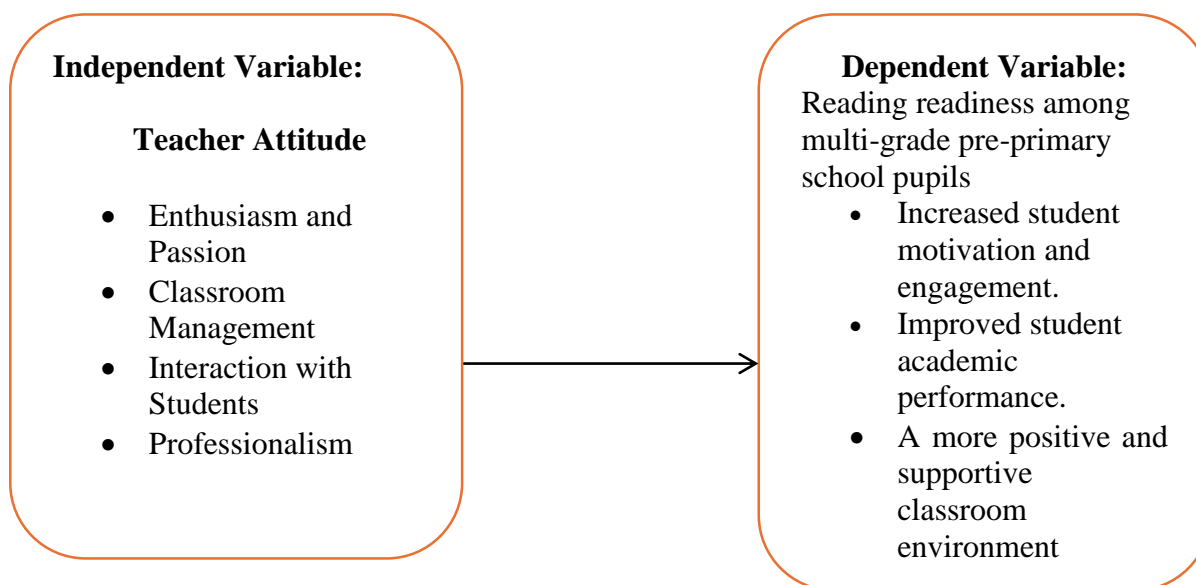 Independent Variable:
Teacher Attitude
• Enthusiasm and
Passion
• Classroom
Management
• Interaction with
Students
• Professionalism
Dependent Variable:
Reading readiness among
multi-grade pre-primary
school pupils
• Increased student
motivation and
engagement.
• Improved student
academic
performance.
• A more positive and
supportive
classroom
environment